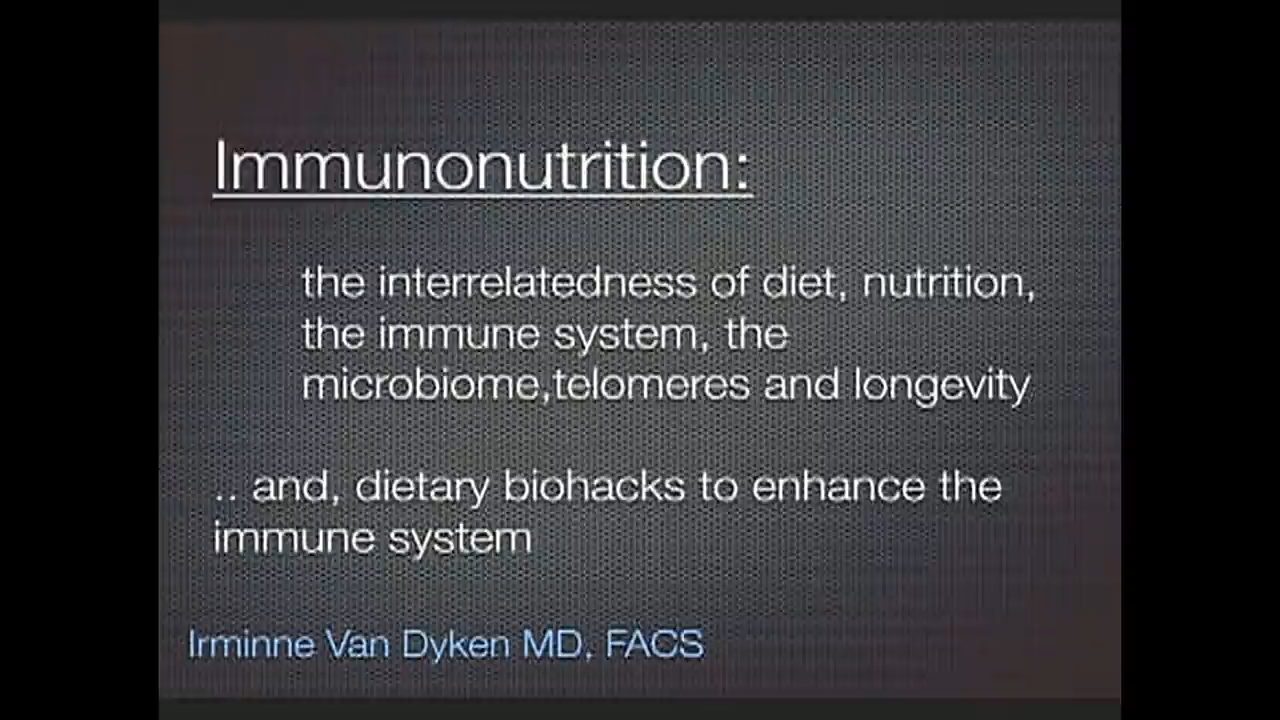 Immunonutrition:
the interrelatedness of diet, nutrition,
the immune system, the
microbiome,telomeres and longevity
.. and, dietary biohacks to enhance the
immune system
Irminne Van Dyken MD, FACS